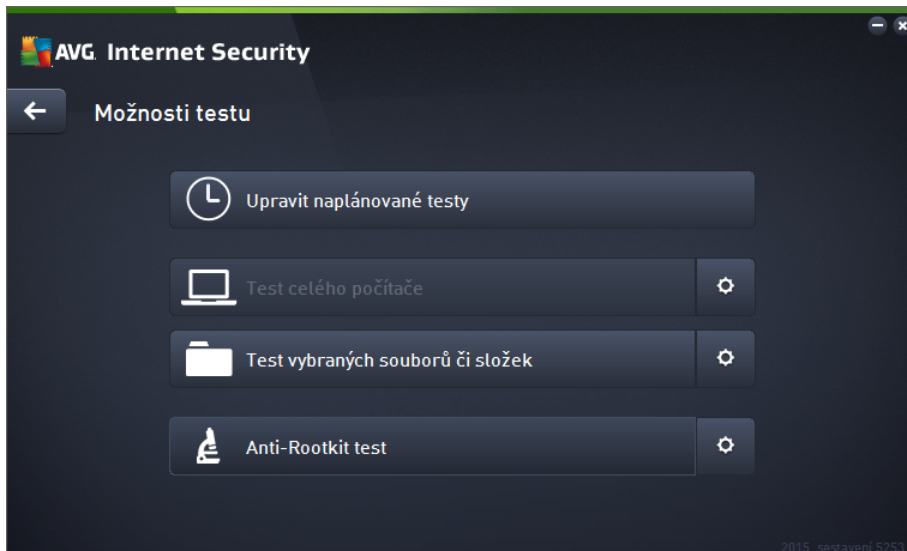 AVG. Internet Security
Možnosti testu
Upravit naplánované testy
Test celého počítače
Test vybraných souborů či složek
Anti-Rootkit test
2015, sestavení 5253